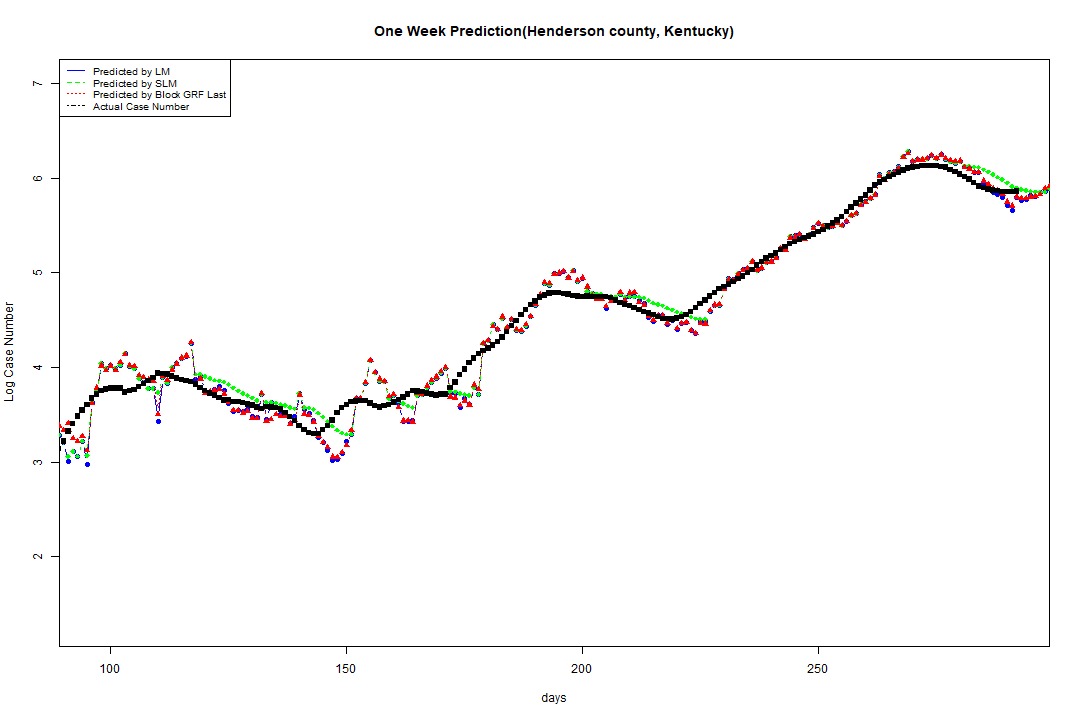 One Week Prediction(Henderson county, Kentucky)
Predicted by LM
Predicted by SLM
Predicted by Block GRF Last
Actual Case Number
7
6
5
4
3
2
Log Case Number
100 150 200 250
days